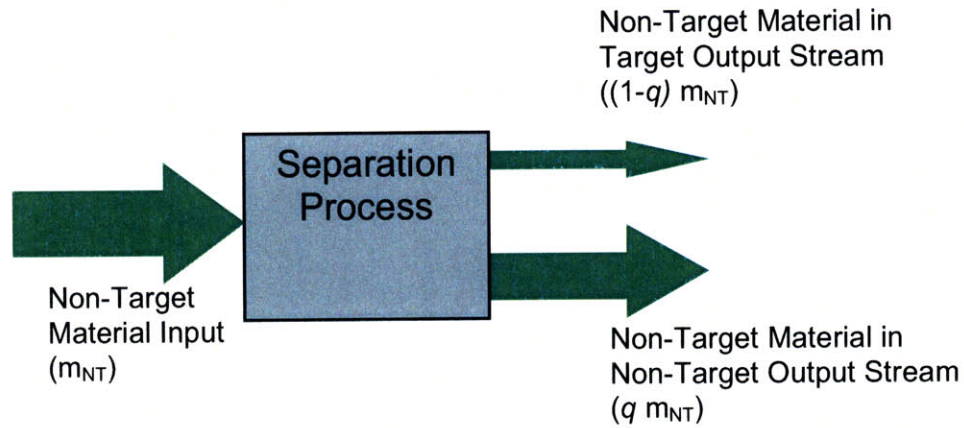 Non-Target Material in
Target Output Stream
((1-q) mNT)
Separation
Process
Non-Target
Material Input
(mNT)
Non-Target Material in
Non-Target Output Stream
(q mNT)